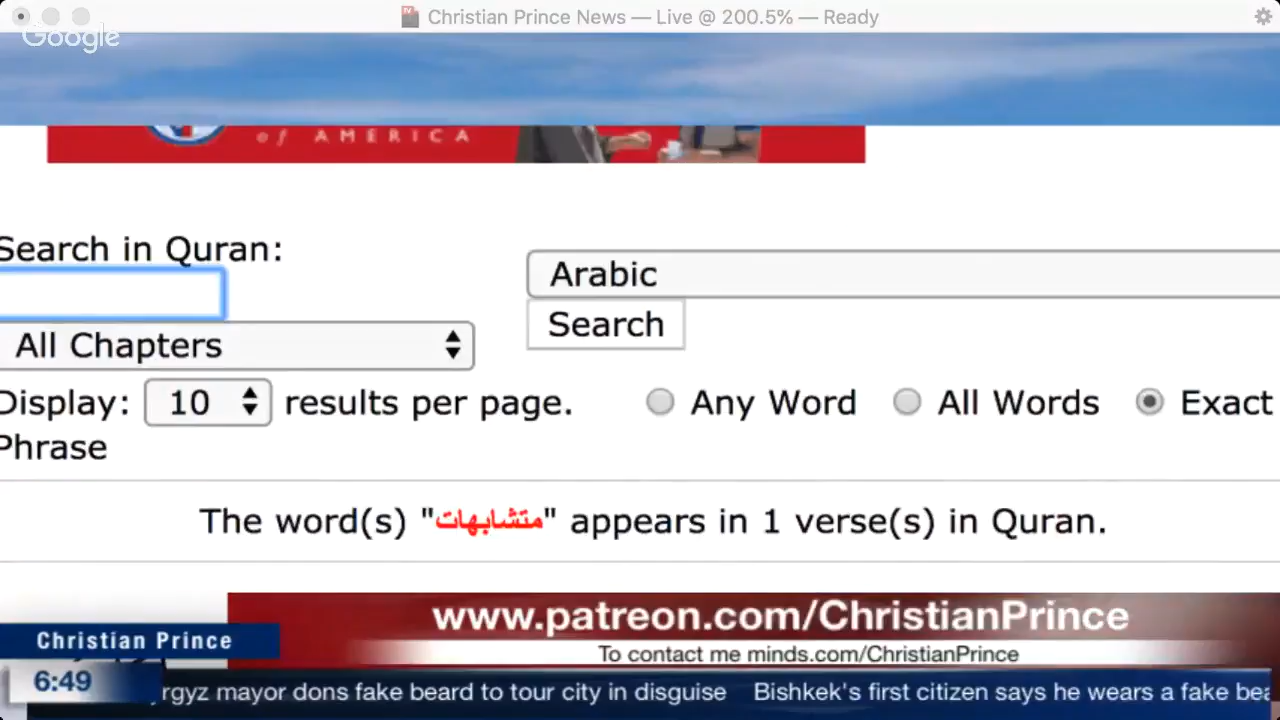 Christian Prince News — Live @ 200.5% — Ready
Google
of AMERICA
Search in Quran:
Arabic
Search
All Chapters
Display: 10 results per page. Any Word All Words Exact
Phrase
The word(s) "متشابهات" appears in 1 verse(s) in Quran.
www.patreon.com/ChristianPrince
To contact me minds.com/ChristianPrince
Christian Prince
6:49
rgyz mayor dons fake beard to tour city in disguise Bishkek's first citizen says he wears a fake bea